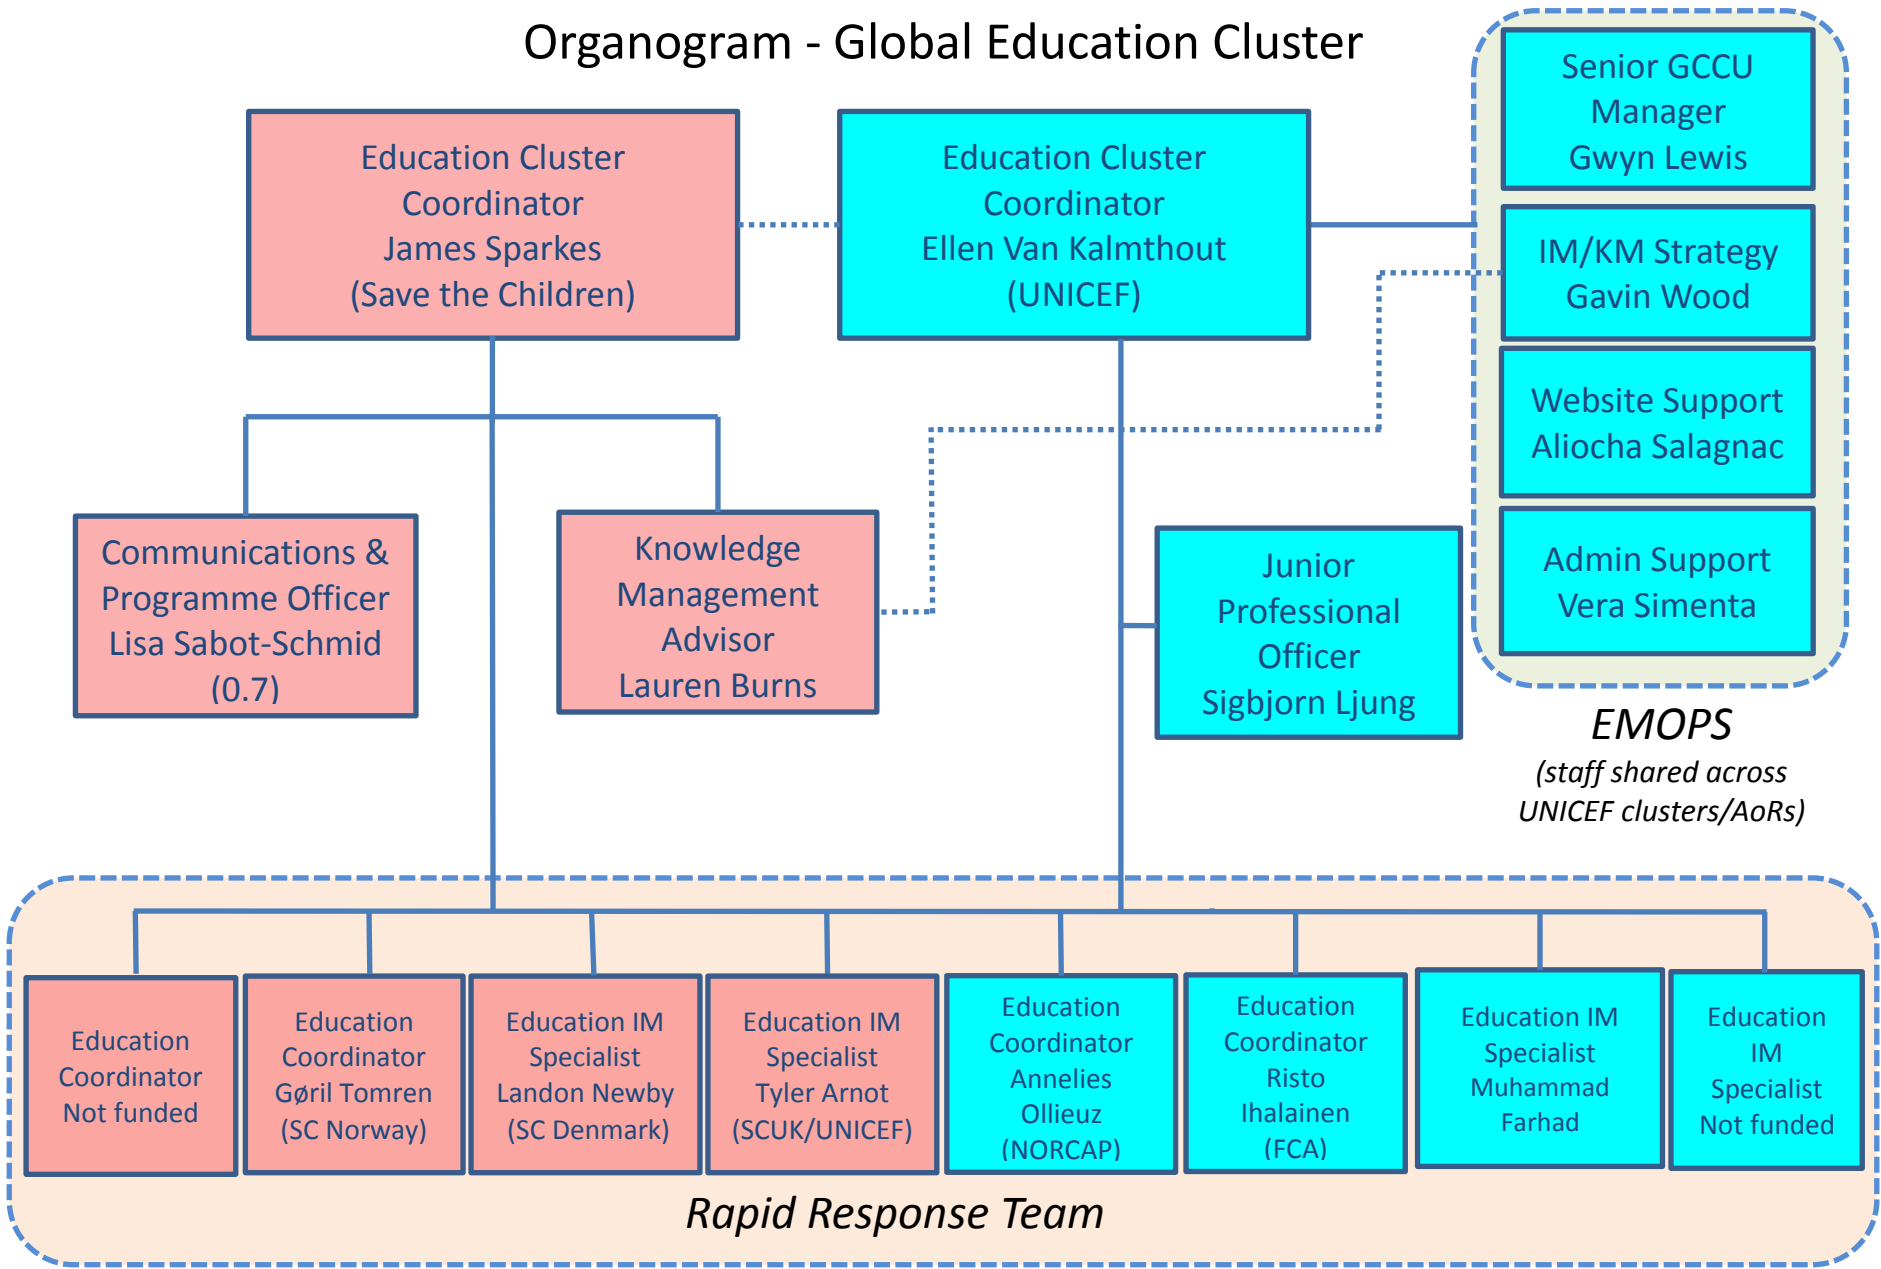 Organogram - Global Education Cluster
Education Cluster
Coordinator
James Sparkes
(Save the Children)
Education Cluster
Coordinator
Ellen Van Kalmthout
(UNICEF)
Senior GCCU
Manager
Gwyn Lewis
IM/KM Strategy
Gavin Wood
Website Support
Aliocha Salagnac
Admin Support
Vera Simenta
EMOPS
(staff shared across
UNICEF clusters/AoRs)
Communications &
Programme Officer
Lisa Sabot-Schmid
(0.7)
Knowledge
Management
Advisor
Lauren Burns
Junior
Professional
Officer
Sigbjorn Ljung
Education
Coordinator
Not funded
Education
Coordinator
Gøril Tomren
(SC Norway)
Education IM
Specialist
Landon Newby
(SC Denmark)
Education IM
Specialist
Tyler Arnot
(SCUK/UNICEF)
Education
Coordinator
Annelies
Ollieuz
(NORCAP)
Education
Coordinator
Risto
Ihalainen
(FCA)
Education IM
Specialist
Muhammad
Farhad
Education
IM
Specialist
Not funded
Rapid Response Team